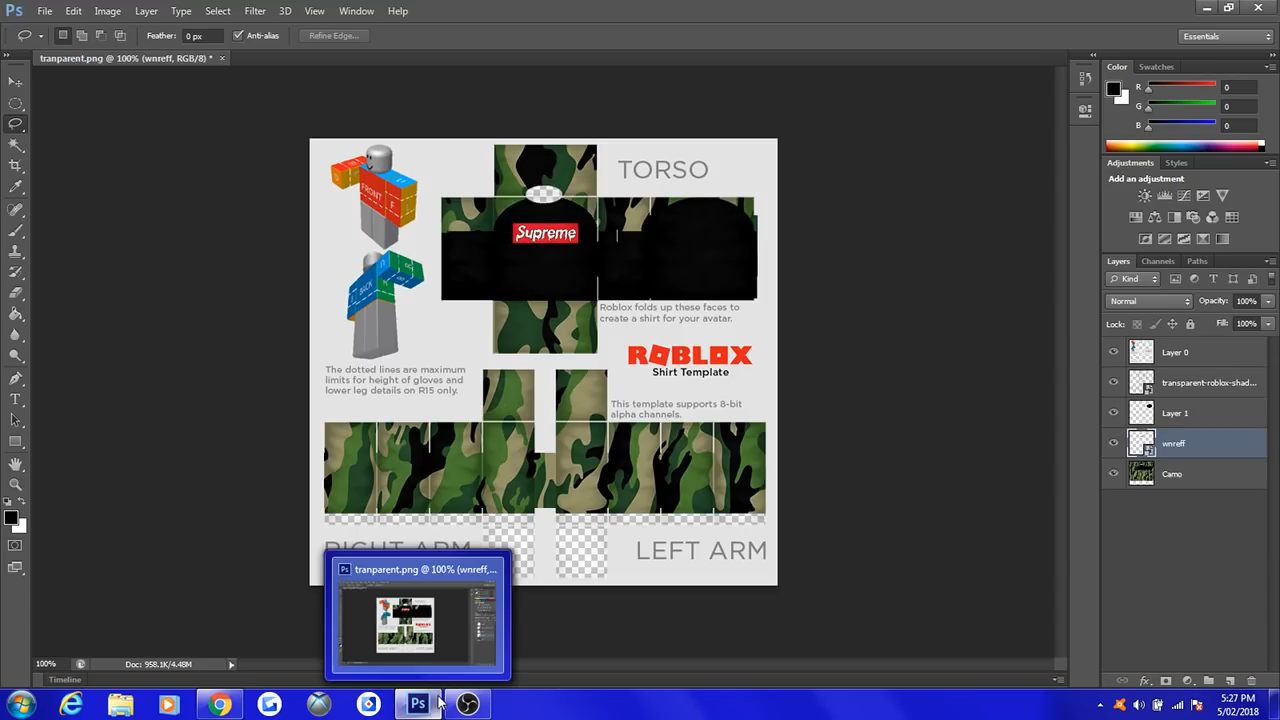 Ps File Edit Image Layer Type Select Filter 3D View Window Help
Feather: 0 px Anti-alias Refine Edge... Essentials
tranparent.png @ 100% (wnreff, RGB/8) * ×
Color Swatches
R 0
G 0
B 0
Adjustments Styles
Add an adjustment
Layers Channels Paths
Kind
Normal Opacity: 100%
Lock: Fill: 100%
Layer 0
transparent-roblox-shad...
Layer 1
wnreff
Camo
TORSO
FRONT F
BACK
Supreme
Roblox folds up these faces to
create a shirt for your avatar.
ROBLOX
Shirt Template
The dotted lines are maximum
limits for height of gloves and
lower leg details on R15 only.
This template supports 8-bit
alpha channels.
RIGHT ARM
LEFT ARM
Ps tranparent.png @ 100% (wnreff,...
100% Doc: 958.1K/4.48M
Timeline
Ps
5:27 PM
5/02/2018